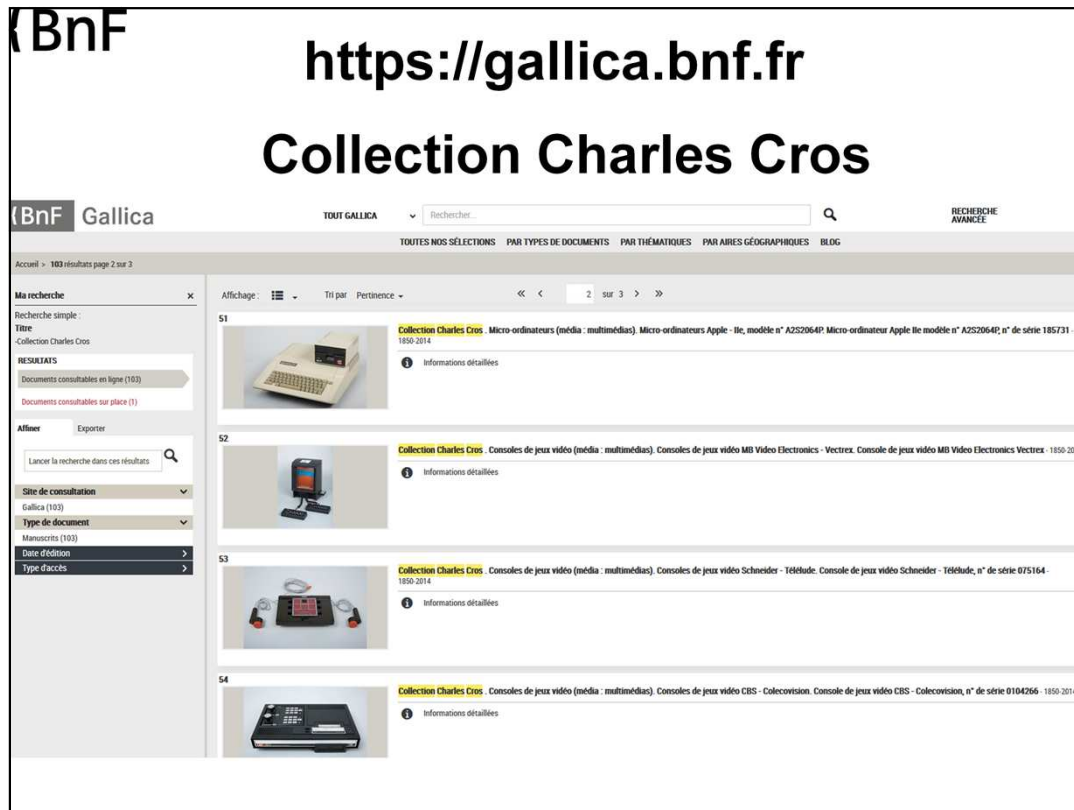 BnF
https://gallica.bnf.fr
Collection Charles Cros
BnF Gallica
TOUT GALLICA
Rechercher...
RECHERCHE
AVANCÉE
TOUTES NOS SÉLECTIONS PAR TYPES DE DOCUMENTS PAR THÉMATIQUES PAR AIRES GÉOGRAPHIQUES BLOG
Accueil > 103 résultats page 2 sur 3
Ma recherche ×
Recherche simple :
Titre
-Collection Charles Cros
RESULTATS
Documents consultables en ligne (103)
Documents consultables sur place (1)
Affiner Exporter
Lancer la recherche dans ces résultats
Site de consultation
Gallica (103)
Type de document
Manuscrits (103)
Date d'édition
Type d'accès
Affichage : Tri par Pertinence « < 2 sur 3 > »
51
Collection Charles Cros . Micro-ordinateurs (média : multimédias). Micro-ordinateurs Apple - IIe, modèle n° A2S2064P. Micro-ordinateur Apple IIe modèle n° A2S2064P, n° de série 185731 -
1850-2014
Informations détaillées
52
Collection Charles Cros . Consoles de jeux vidéo (média : multimédias). Consoles de jeux vidéo MB Video Electronics - Vectrex. Console de jeux vidéo MB Video Electronics Vectrex - 1850-20
Informations détaillées
53
Collection Charles Cros . Consoles de jeux vidéo (média : multimédias). Consoles de jeux vidéo Schneider - Télélude. Console de jeux vidéo Schneider - Télélude, n° de série 075164 -
1850-2014
Informations détaillées
54
Collection Charles Cros . Consoles de jeux vidéo (média : multimédias). Consoles de jeux vidéo CBS - Colecovision. Console de jeux vidéo CBS - Colecovision, n° de série 0104266 - 1850-2014
Informations détaillées